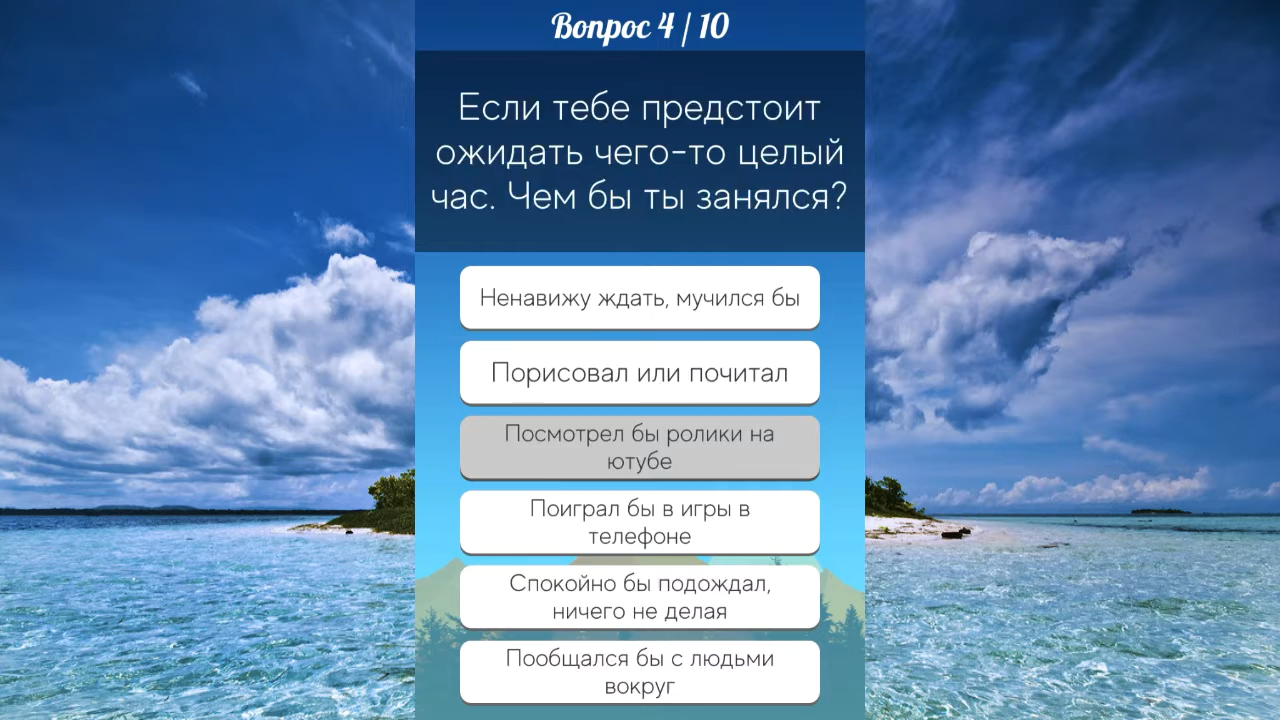 Вопрос 4 / 10
Если тебе предстоит
ожидать чего-то целый
час. Чем бы ты занялся?
Ненавижу ждать, мучился бы
Порисовал или почитал
Посмотрел бы ролики на
ютубе
Поиграл бы в игры в
телефоне
Спокойно бы подождал,
ничего не делая
Пообщался бы с людьми
вокруг